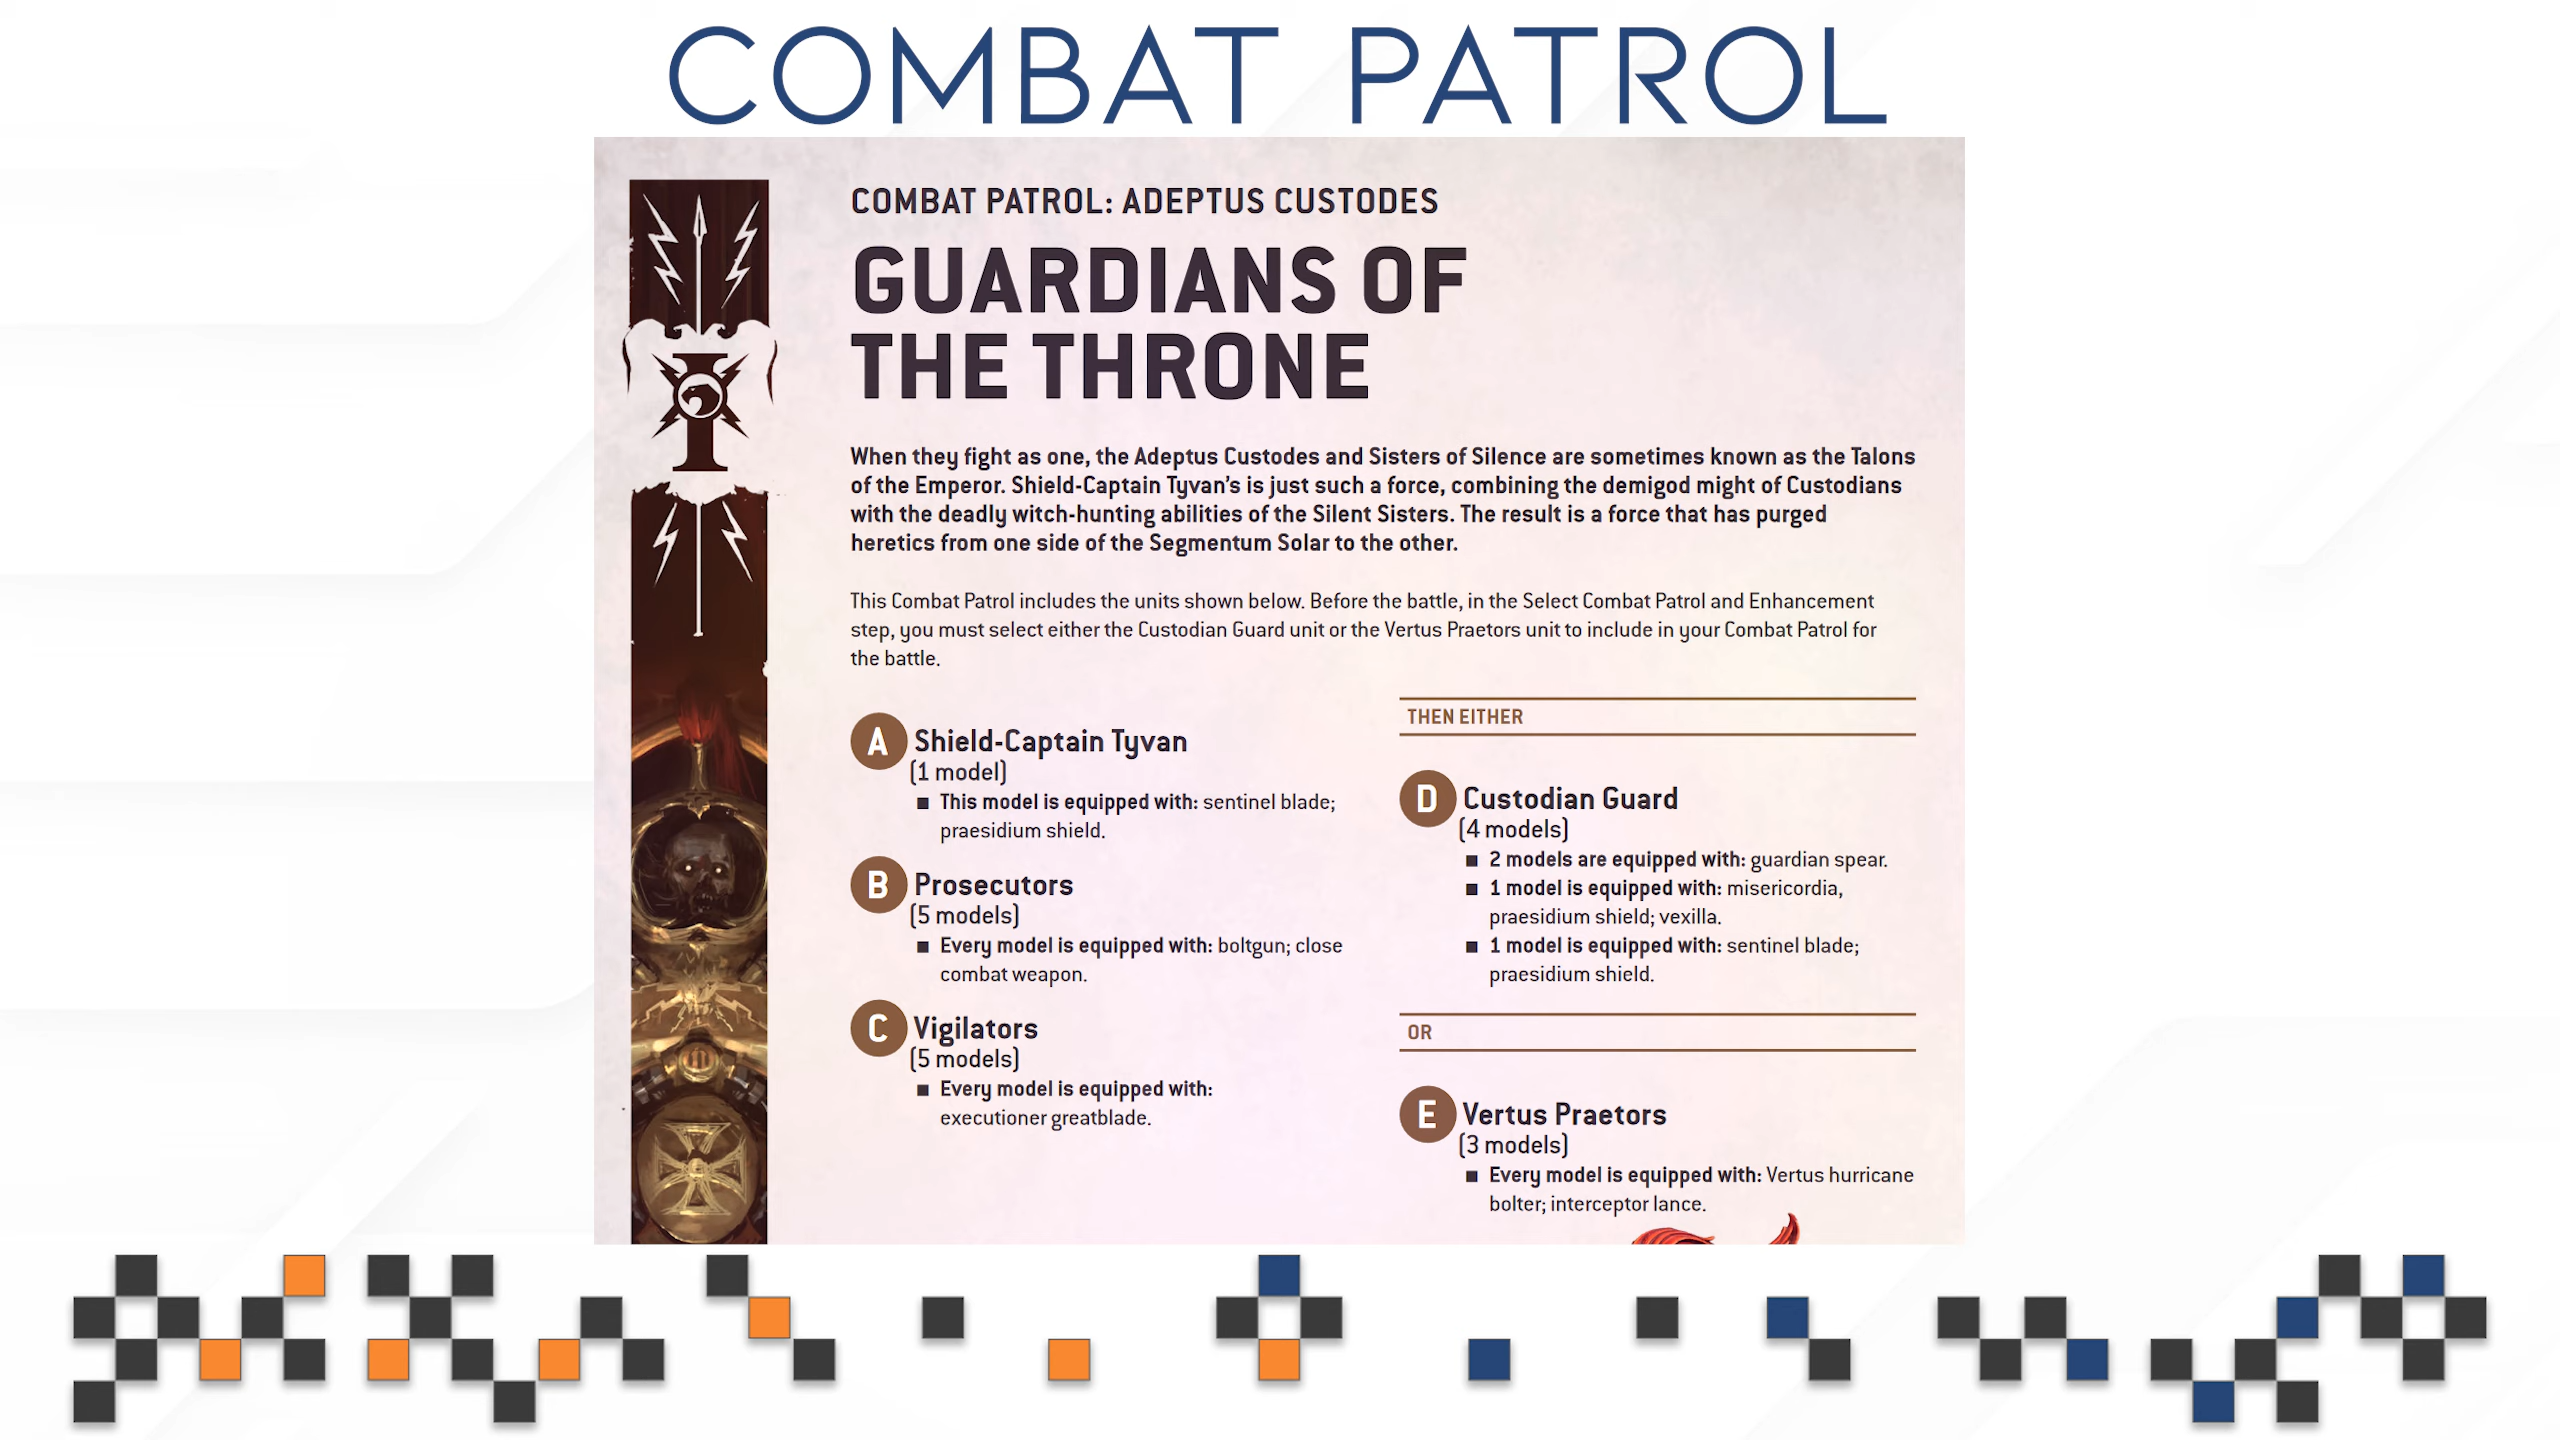 COMBAT PATROL
COMBAT PATROL: ADEPTUS CUSTODES
GUARDIANS OF
THE THRONE
When they fight as one, the Adeptus Custodes and Sisters of Silence are sometimes known as the Talons
of the Emperor. Shield-Captain Tyvan's is just such a force, combining the demigod might of Custodians
with the deadly witch-hunting abilities of the Silent Sisters. The result is a force that has purged
heretics from one side of the Segmentum Solar to the other.
This Combat Patrol includes the units shown below. Before the battle, in the Select Combat Patrol and Enhancement
step, you must select either the Custodian Guard unit or the Vertus Praetors unit to include in your Combat Patrol for
the battle.
A Shield-Captain Tyvan
(1 model)
■ This model is equipped with: sentinel blade;
praesidium shield.
B Prosecutors
(5 models)
■ Every model is equipped with: boltgun; close
combat weapon.
C Vigilators
(5 models)
■ Every model is equipped with:
executioner greatblade.
THEN EITHER
D Custodian Guard
(4 models)
■ 2 models are equipped with: guardian spear.
■ 1 model is equipped with: misericordia,
praesidium shield; vexilla.
■ 1 model is equipped with: sentinel blade;
praesidium shield.
OR
E Vertus Praetors
(3 models)
■ Every model is equipped with: Vertus hurricane
bolter; interceptor lance.